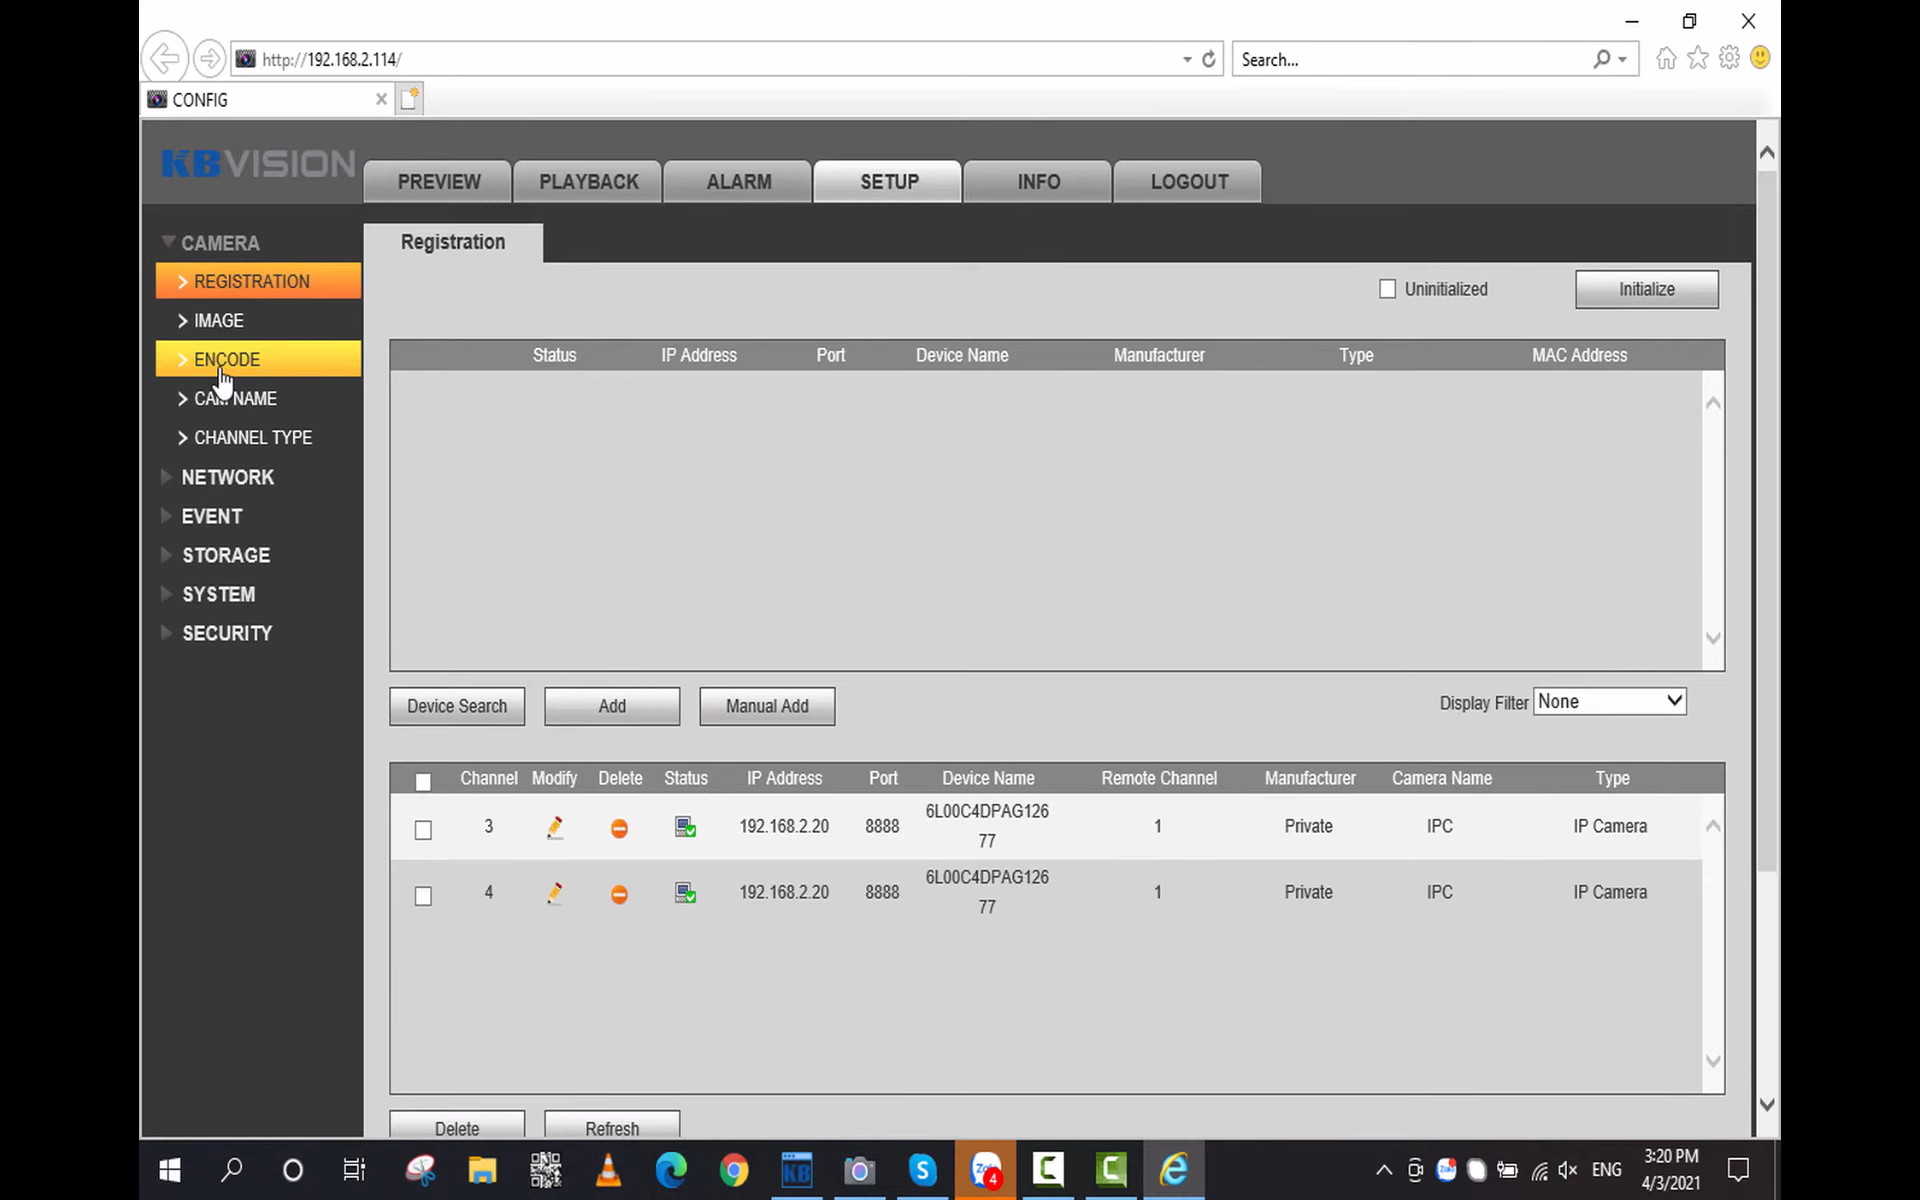 http://192.168.2.114/
Search...
CONFIG
KBVISION
PREVIEW
PLAYBACK
ALARM
SETUP
INFO
LOGOUT
CAMERA
REGISTRATION
IMAGE
ENCODE
CAM NAME
CHANNEL TYPE
NETWORK
EVENT
STORAGE
SYSTEM
SECURITY
Registration
Uninitialized
Initialize
Status IP Address Port Device Name Manufacturer Type MAC Address
Device Search
Add
Manual Add
Display Filter None
Channel Modify Delete Status IP Address Port Device Name Remote Channel Manufacturer Camera Name Type
3 192.168.2.20 8888 6L00C4DPAG126 1 Private IPC IP Camera
77
4 192.168.2.20 8888 6L00C4DPAG126 1 Private IPC IP Camera
77
Delete
Refresh
KB
S
Zalo
4
C
C
Zalo
ENG
3:20 PM
4/3/2021